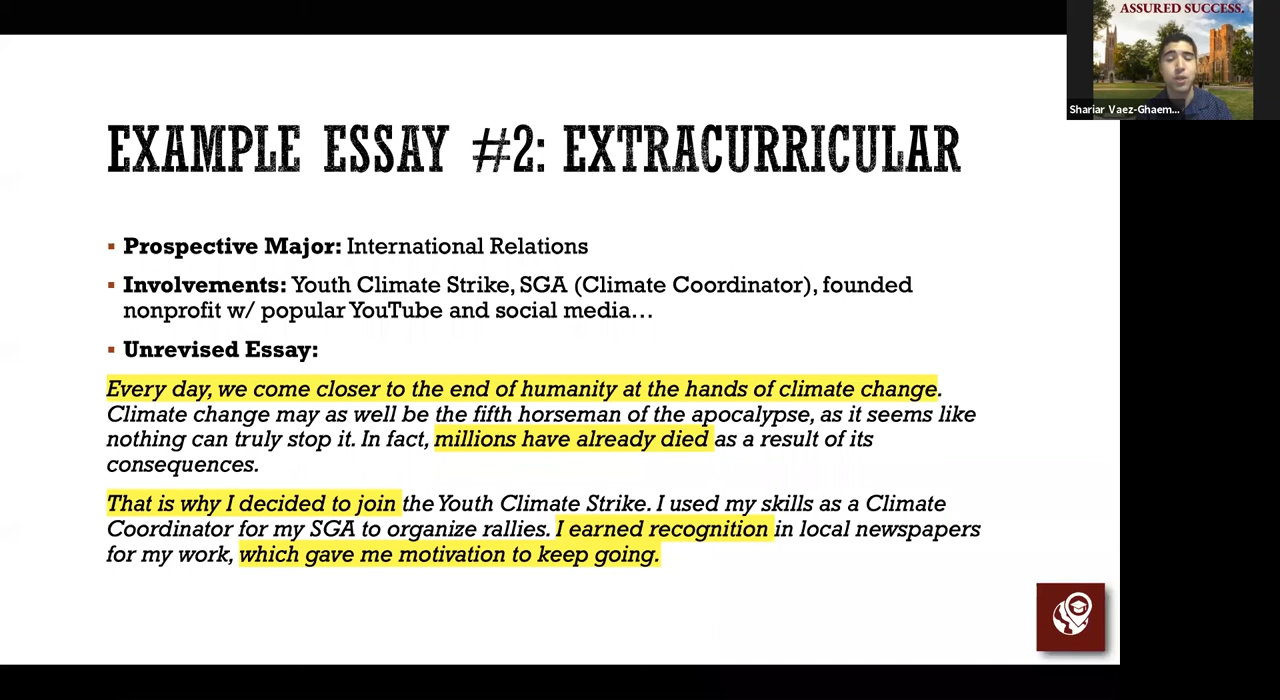 ASSURED SUCCESS.
Shariar Vaez-Ghaem...
EXAMPLE ESSAY #2: EXTRACURRICULAR
▪ Prospective Major: International Relations
▪ Involvements: Youth Climate Strike, SGA (Climate Coordinator), founded
nonprofit w/ popular YouTube and social media…
▪ Unrevised Essay:
Every day, we come closer to the end of humanity at the hands of climate change.
Climate change may as well be the fifth horseman of the apocalypse, as it seems like
nothing can truly stop it. In fact, millions have already died as a result of its
consequences.
That is why I decided to join the Youth Climate Strike. I used my skills as a Climate
Coordinator for my SGA to organize rallies. I earned recognition in local newspapers
for my work, which gave me motivation to keep going.